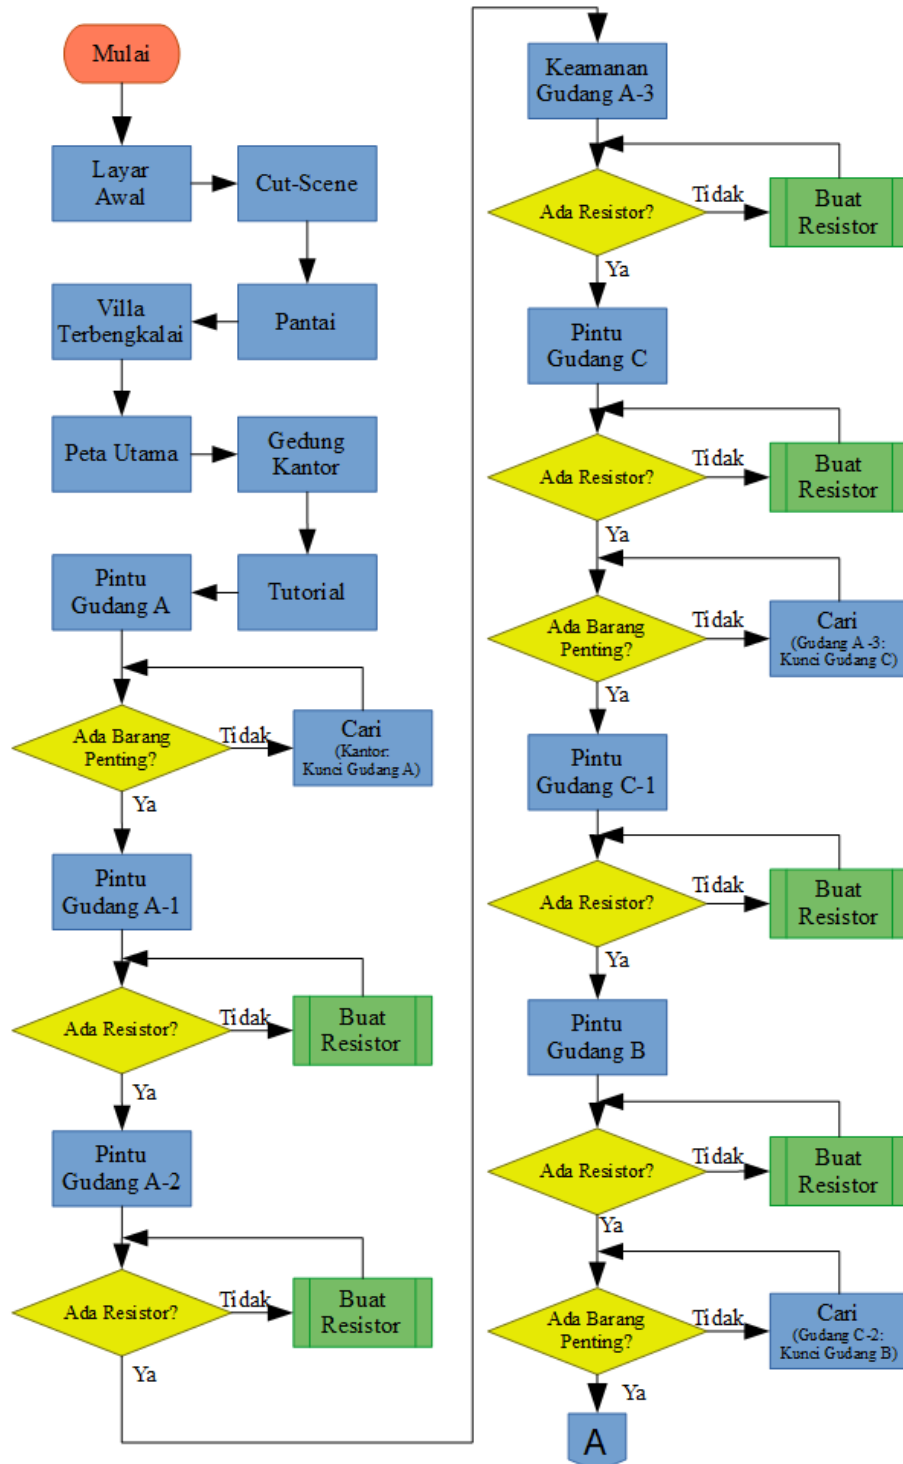 Mulai
Layar
Awal
Cut-Scene
Pantai
Villa
Terbengkalai
Peta Utama
Gedung
Kantor
Tutorial
Pintu
Gudang A
Ada Barang
Penting?
Tidak
Cari
(Kantor:
Kunci Gudang A)
Ya
Pintu
Gudang A-1
Ada Resistor?
Tidak
Buat
Resistor
Ya
Pintu
Gudang A-2
Ada Resistor?
Tidak
Buat
Resistor
Ya
Keamanan
Gudang A-3
Ada Resistor?
Tidak
Buat
Resistor
Ya
Pintu
Gudang C
Ada Resistor?
Tidak
Buat
Resistor
Ya
Ada Barang
Penting?
Tidak
Cari
(Gudang A-3:
Kunci Gudang C)
Ya
Pintu
Gudang C-1
Ada Resistor?
Tidak
Buat
Resistor
Ya
Pintu
Gudang B
Ada Resistor?
Tidak
Buat
Resistor
Ya
Ada Barang
Penting?
Tidak
Cari
(Gudang C-2:
Kunci Gudang B)
Ya
A